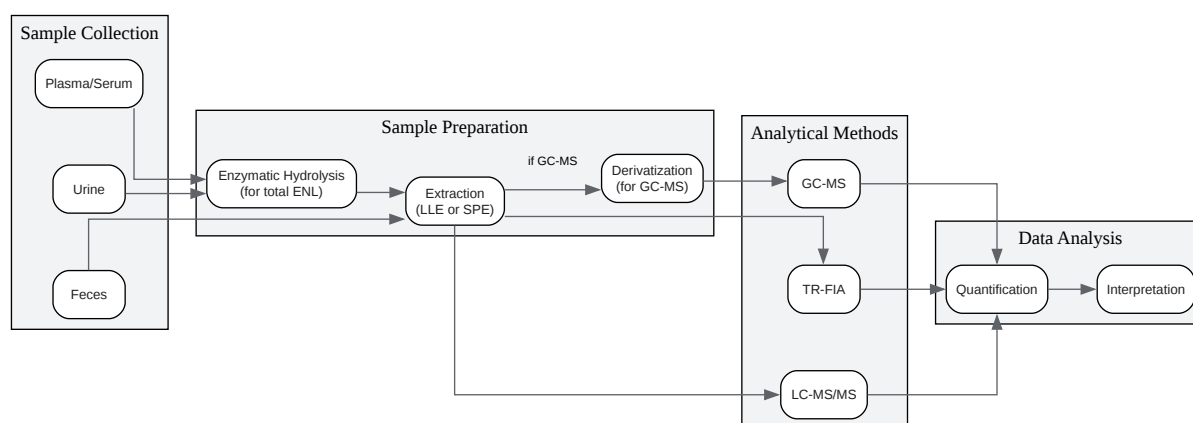 Sample Collection
Plasma/Serum
Urine
Feces
Sample Preparation
Enzymatic Hydrolysis
(for total ENL)
Extraction
(LLE or SPE)
if GC-MS
Derivatization
(for GC-MS)
Analytical Methods
GC-MS
TR-FIA
LC-MS/MS
Data Analysis
Quantification
Interpretation